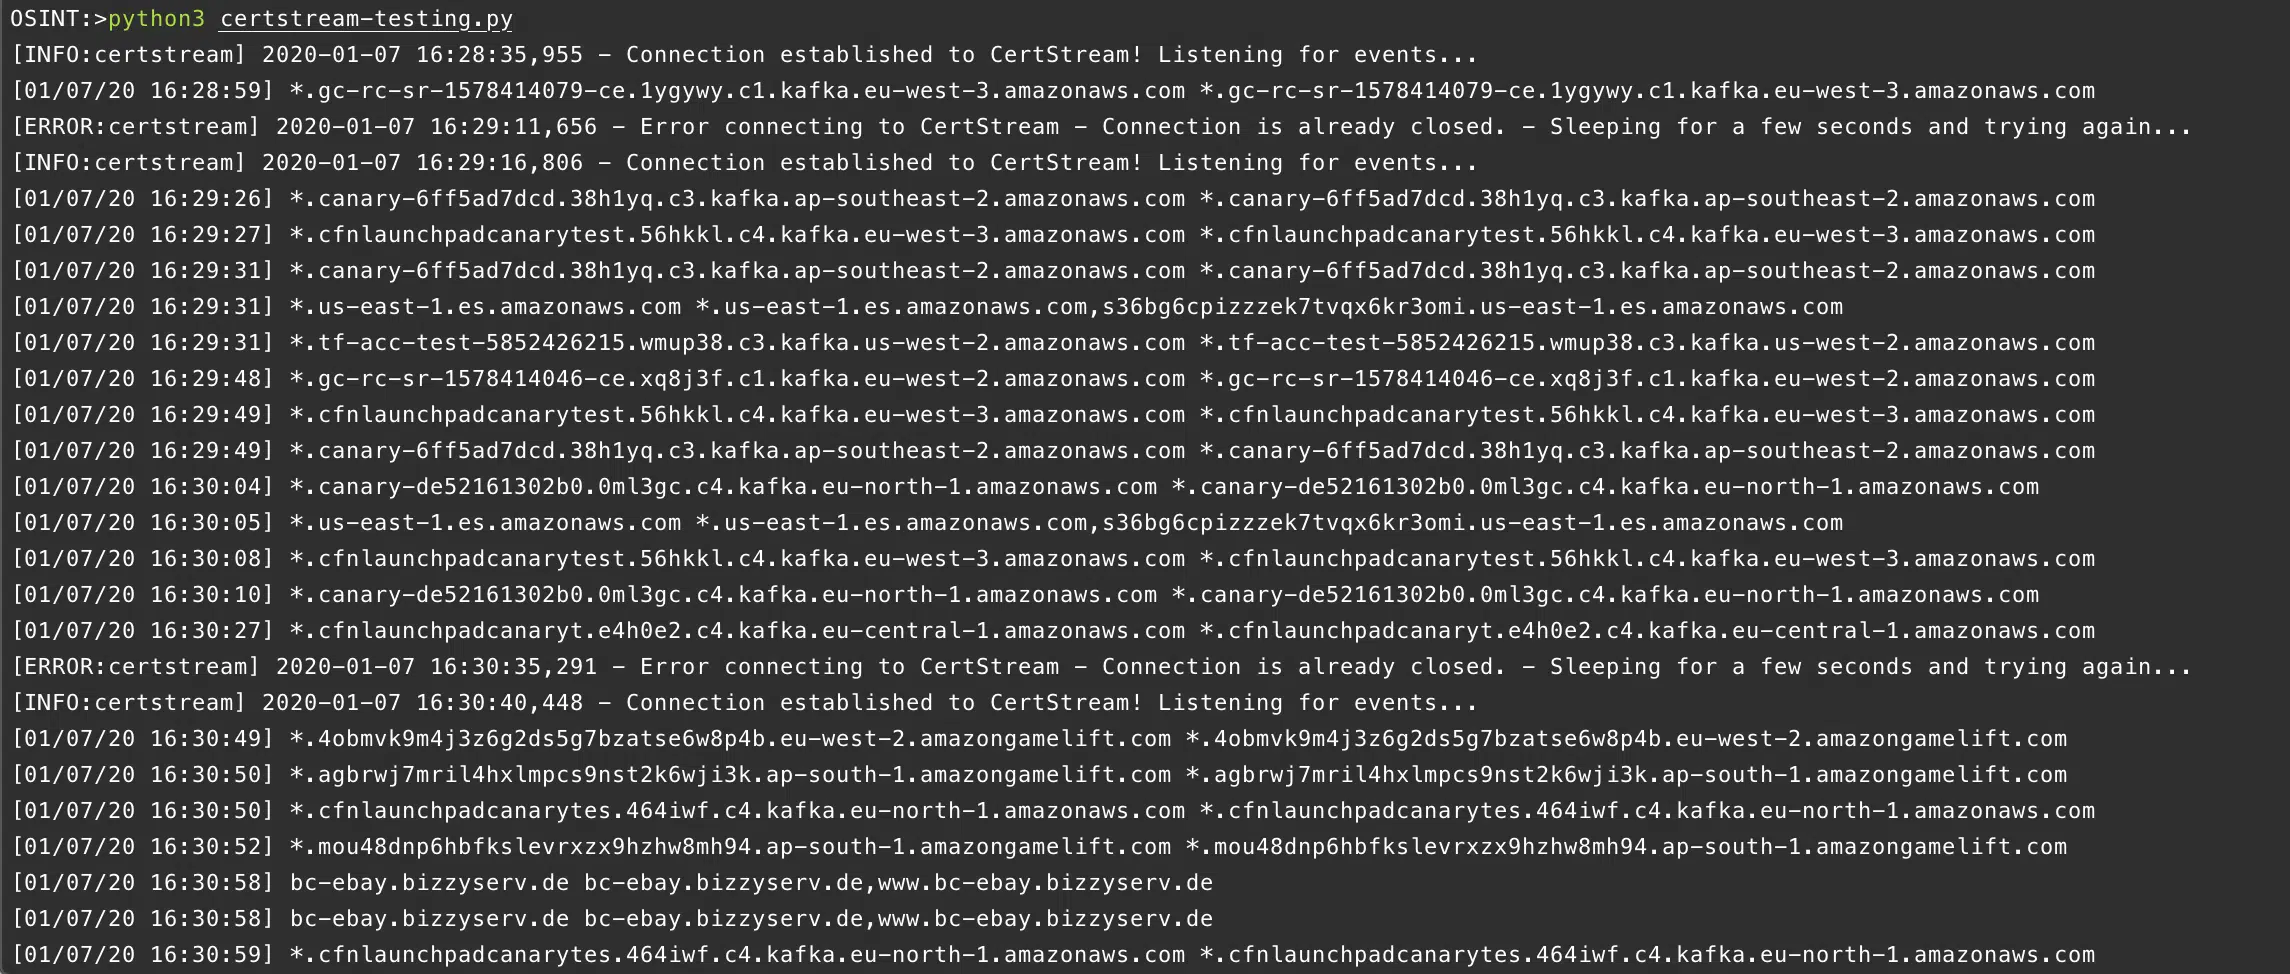 OSINT:>python3 certstream-testing.py
[INFO:certstream] 2020-01-07 16:28:35,955 - Connection established to CertStream! Listening for events...
[01/07/20 16:28:59] *.gc-rc-sr-1578414079-ce.1ygywy.c1.kafka.eu-west-3.amazonaws.com *.gc-rc-sr-1578414079-ce.1ygywy.c1.kafka.eu-west-3.amazonaws.com
[ERROR:certstream] 2020-01-07 16:29:11,656 - Error connecting to CertStream - Connection is already closed. - Sleeping for a few seconds and trying again...
[INFO:certstream] 2020-01-07 16:29:16,806 - Connection established to CertStream! Listening for events...
[01/07/20 16:29:26] *.canary-6ff5ad7dcd.38h1yq.c3.kafka.ap-southeast-2.amazonaws.com *.canary-6ff5ad7dcd.38h1yq.c3.kafka.ap-southeast-2.amazonaws.com
[01/07/20 16:29:27] *.cfnlaunchpadcanarytest.56hkkl.c4.kafka.eu-west-3.amazonaws.com *.cfnlaunchpadcanarytest.56hkkl.c4.kafka.eu-west-3.amazonaws.com
[01/07/20 16:29:31] *.canary-6ff5ad7dcd.38h1yq.c3.kafka.ap-southeast-2.amazonaws.com *.canary-6ff5ad7dcd.38h1yq.c3.kafka.ap-southeast-2.amazonaws.com
[01/07/20 16:29:31] *.us-east-1.es.amazonaws.com *.us-east-1.es.amazonaws.com,s36bg6cpizzzek7tvqx6kr3omi.us-east-1.es.amazonaws.com
[01/07/20 16:29:31] *.tf-acc-test-5852426215.wmup38.c3.kafka.us-west-2.amazonaws.com *.tf-acc-test-5852426215.wmup38.c3.kafka.us-west-2.amazonaws.com
[01/07/20 16:29:48] *.gc-rc-sr-1578414046-ce.xq8j3f.c1.kafka.eu-west-2.amazonaws.com *.gc-rc-sr-1578414046-ce.xq8j3f.c1.kafka.eu-west-2.amazonaws.com
[01/07/20 16:29:49] *.cfnlaunchpadcanarytest.56hkkl.c4.kafka.eu-west-3.amazonaws.com *.cfnlaunchpadcanarytest.56hkkl.c4.kafka.eu-west-3.amazonaws.com
[01/07/20 16:29:49] *.canary-6ff5ad7dcd.38h1yq.c3.kafka.ap-southeast-2.amazonaws.com *.canary-6ff5ad7dcd.38h1yq.c3.kafka.ap-southeast-2.amazonaws.com
[01/07/20 16:30:04] *.canary-de52161302b0.0ml3gc.c4.kafka.eu-north-1.amazonaws.com *.canary-de52161302b0.0ml3gc.c4.kafka.eu-north-1.amazonaws.com
[01/07/20 16:30:05] *.us-east-1.es.amazonaws.com *.us-east-1.es.amazonaws.com,s36bg6cpizzzek7tvqx6kr3omi.us-east-1.es.amazonaws.com
[01/07/20 16:30:08] *.cfnlaunchpadcanarytest.56hkkl.c4.kafka.eu-west-3.amazonaws.com *.cfnlaunchpadcanarytest.56hkkl.c4.kafka.eu-west-3.amazonaws.com
[01/07/20 16:30:10] *.canary-de52161302b0.0ml3gc.c4.kafka.eu-north-1.amazonaws.com *.canary-de52161302b0.0ml3gc.c4.kafka.eu-north-1.amazonaws.com
[01/07/20 16:30:27] *.cfnlaunchpadcanaryt.e4h0e2.c4.kafka.eu-central-1.amazonaws.com *.cfnlaunchpadcanaryt.e4h0e2.c4.kafka.eu-central-1.amazonaws.com
[ERROR:certstream] 2020-01-07 16:30:35,291 - Error connecting to CertStream - Connection is already closed. - Sleeping for a few seconds and trying again...
[INFO:certstream] 2020-01-07 16:30:40,448 - Connection established to CertStream! Listening for events...
[01/07/20 16:30:49] *.4obmvk9m4j3z6g2ds5g7bzatse6w8p4b.eu-west-2.amazongamelift.com *.4obmvk9m4j3z6g2ds5g7bzatse6w8p4b.eu-west-2.amazongamelift.com
[01/07/20 16:30:50] *.agbrwj7mril4hxlmpcs9nst2k6wji3k.ap-south-1.amazongamelift.com *.agbrwj7mril4hxlmpcs9nst2k6wji3k.ap-south-1.amazongamelift.com
[01/07/20 16:30:50] *.cfnlaunchpadcanarytes.464iwf.c4.kafka.eu-north-1.amazonaws.com *.cfnlaunchpadcanarytes.464iwf.c4.kafka.eu-north-1.amazonaws.com
[01/07/20 16:30:52] *.mou48dnp6hbfkslevrxzx9hzhw8mh94.ap-south-1.amazongamelift.com *.mou48dnp6hbfkslevrxzx9hzhw8mh94.ap-south-1.amazongamelift.com
[01/07/20 16:30:58] bc-ebay.bizzyserv.de bc-ebay.bizzyserv.de,www.bc-ebay.bizzyserv.de
[01/07/20 16:30:58] bc-ebay.bizzyserv.de bc-ebay.bizzyserv.de,www.bc-ebay.bizzyserv.de
[01/07/20 16:30:59] *.cfnlaunchpadcanarytes.464iwf.c4.kafka.eu-north-1.amazonaws.com *.cfnlaunchpadcanarytes.464iwf.c4.kafka.eu-north-1.amazonaws.com